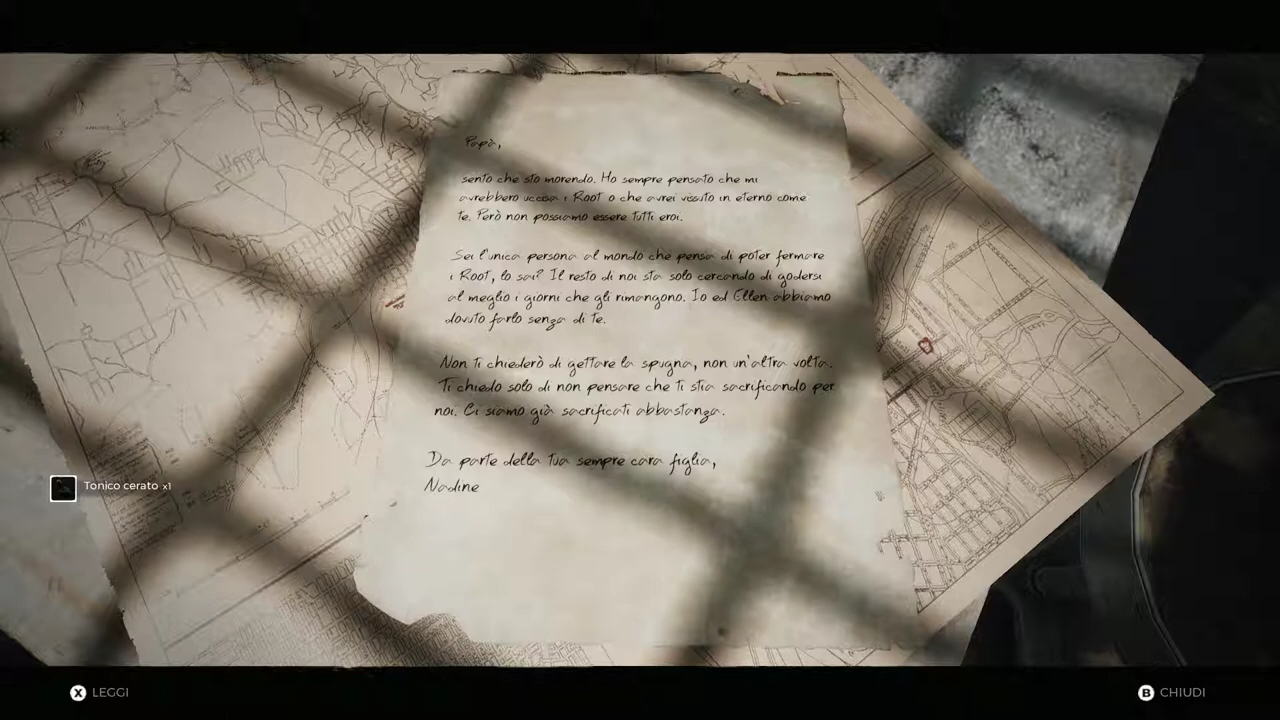 Papà,
sento che sto morendo. Ho sempre pensato che mi
avrebbero uccisa i Root o che avrei vissuto in eterno come
te. Però non possiamo essere tutti eroi.
Sei l'unica persona al mondo che pensa di poter fermare
i Root, lo sai? Il resto di noi sta solo cercando di godersi
al meglio i giorni che gli rimangono. Io ed Ellen abbiamo
dovuto farlo senza di te.
Non ti chiederò di gettare la spugna, non un'altra volta.
Ti chiedo solo di non pensare che ti stia sacrificando per
noi. Ci siamo già sacrificati abbastanza.
Da parte della tua sempre cara figlia,
Nadine
Tonico cerato x1
X LEGGI
B CHIUDI